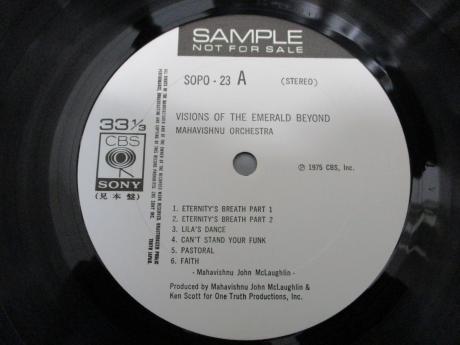 SAMPLE
NOT FOR SALE
SOPO - 23 A (STEREO)
VISIONS OF THE EMERALD BEYOND
MAHAVISHNU ORCHESTRA
33 1/3
CBS
SONY
(見本盤)
Ⓟ 1975 CBS, Inc.
1. ETERNITY'S BREATH PART 1
2. ETERNITY'S BREATH PART 2
3. LILA'S DANCE
4. CAN'T STAND YOUR FUNK
5. PASTORAL
6. FAITH
- Mahavishnu John McLaughlin -
Produced by Mahavishnu John McLaughlin &
Ken Scott for One Truth Productions, Inc.